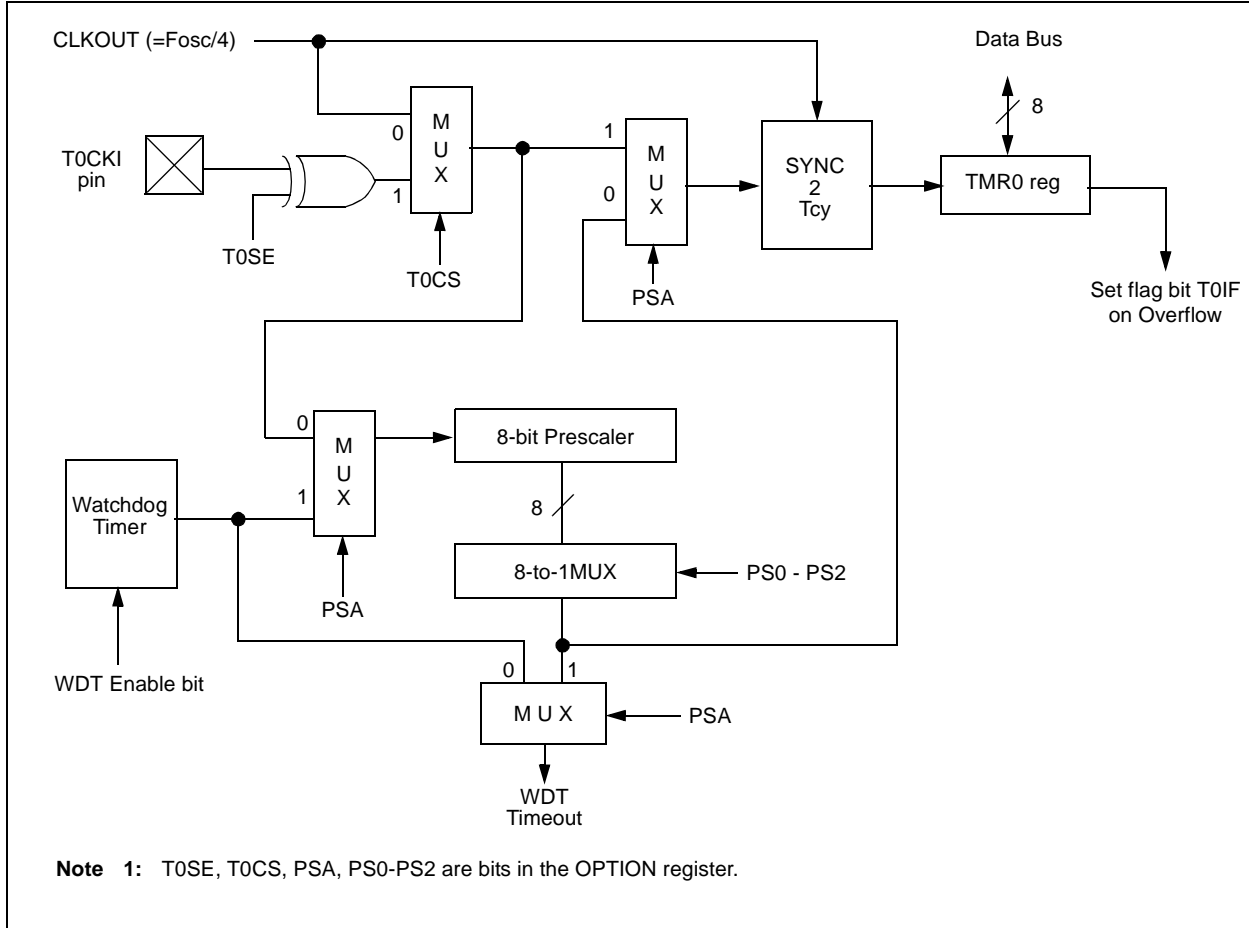 CLKOUT (=Fosc/4)
Data Bus
8
T0CKI
pin
T0SE
0
1
M
U
X
T0CS
1
0
M
U
X
PSA
SYNC
2
Tcy
TMR0 reg
Set flag bit T0IF
on Overflow
0
1
M
U
X
PSA
8-bit Prescaler
8
Watchdog
Timer
WDT Enable bit
8-to-1MUX
PS0 - PS2
0
1
M U X
PSA
WDT
Timeout
Note 1: T0SE, T0CS, PSA, PS0-PS2 are bits in the OPTION register.